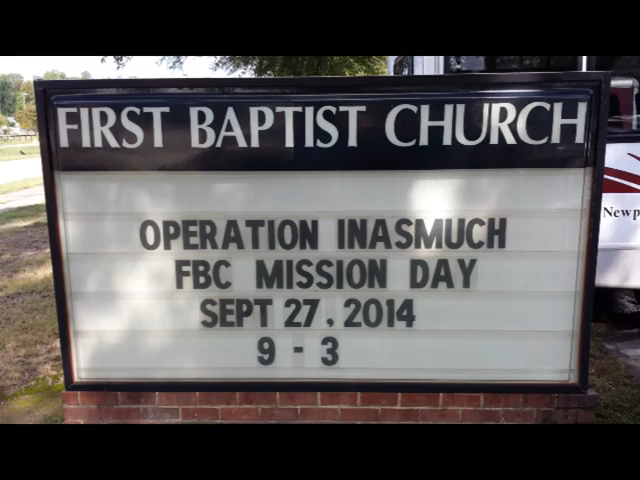 FIRST BAPTIST CHURCH
OPERATION INASMUCH
FBC MISSION DAY
SEPT 27, 2014
9 - 3